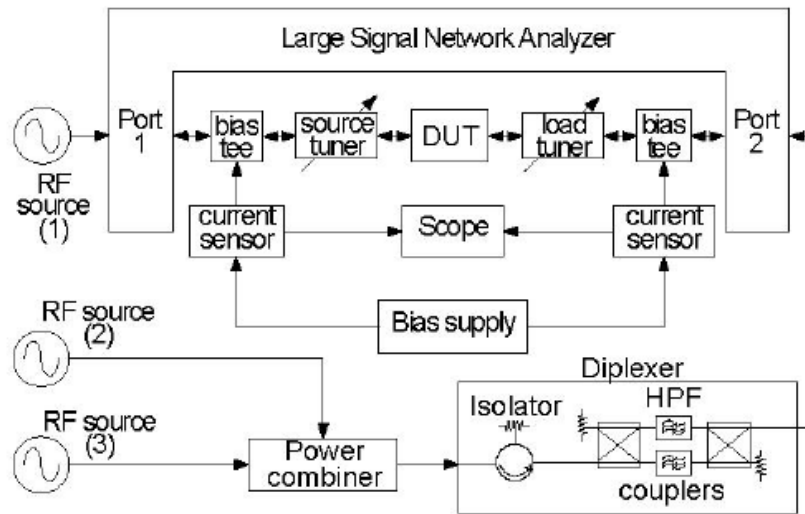 Large Signal Network Analyzer
Port
1
bias
tee
source
tuner
DUT
load
tuner
bias
tee
Port
2
RF
source
(1)
current
sensor
Scope
current
sensor
RF source
(2)
Bias supply
Diplexer
RF source
(3)
Power
combiner
Isolator
HPF
couplers